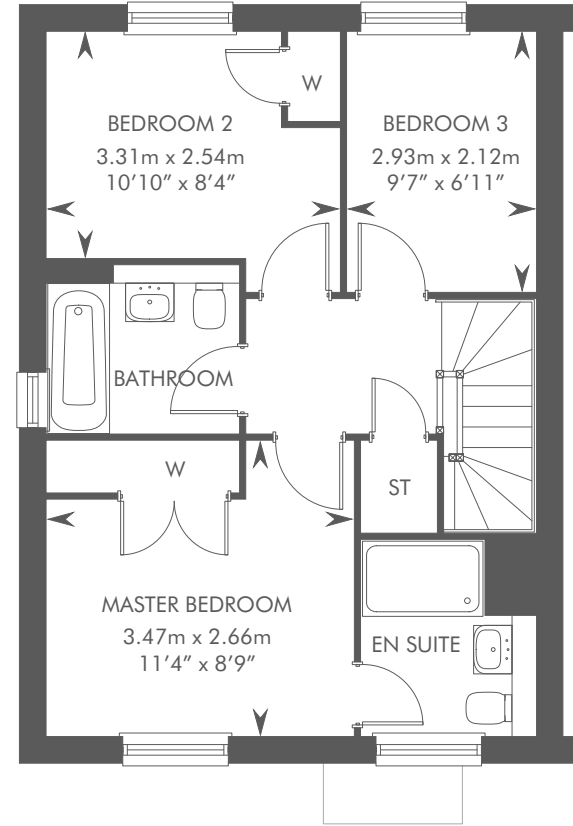 W
BEDROOM 2
3.31m x 2.54m
10’10” x 8’4”
BEDROOM 3
2.93m x 2.12m
9’7” x 6’11”
BATHROOM
W
ST
MASTER BEDROOM
3.47m x 2.66m
11’4” x 8’9”
EN SUITE